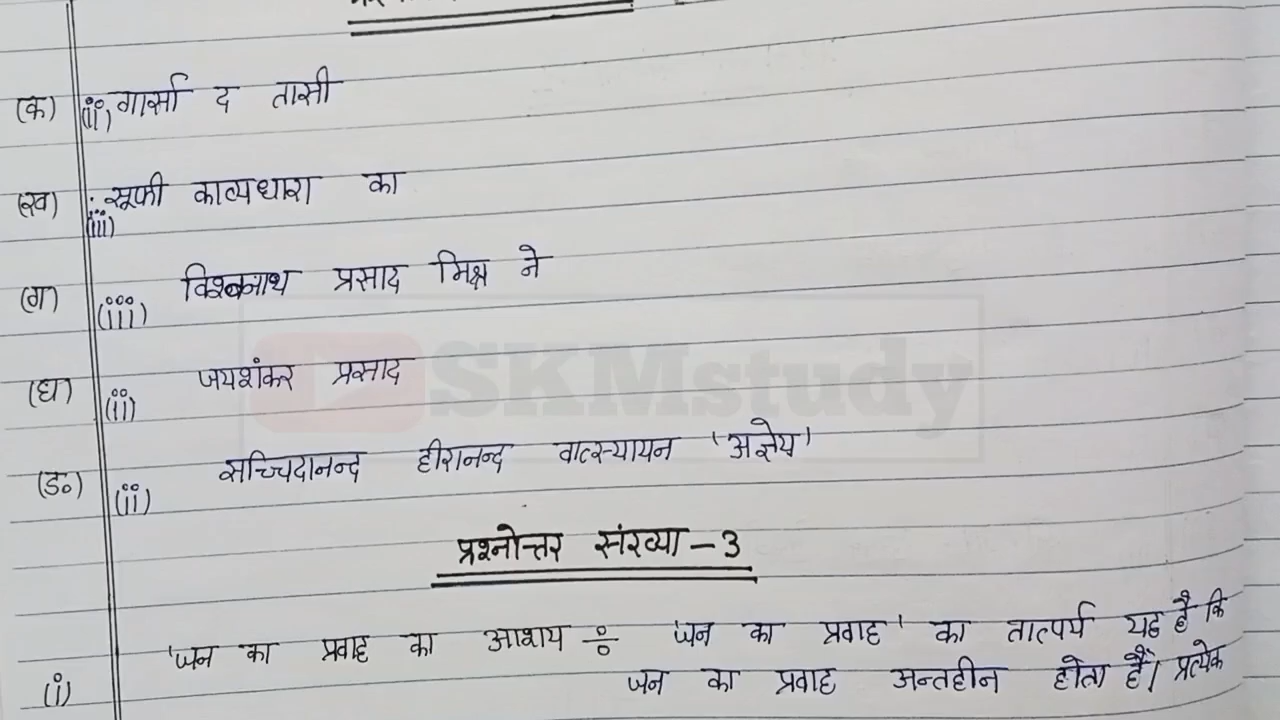 (क) (ii) गार्सा द तासी
(ख) (iii) सूफी काव्यधारा का
(ग) (iii) विश्वनाथ प्रसाद मिश्र ने
SKMstudy
(घ) (ii) जयशंकर प्रसाद
(ड॰) (ii) सच्चिदानन्द हीरानन्द वात्स्यायन 'अज्ञेय'
प्रश्नोत्तर संख्या - 3
(i) 'जन का प्रवाह का आशय ÷ 'जन का प्रवाह' का तात्पर्य यह है कि
जन का प्रवाह अन्तहीन होता है। प्रत्येक